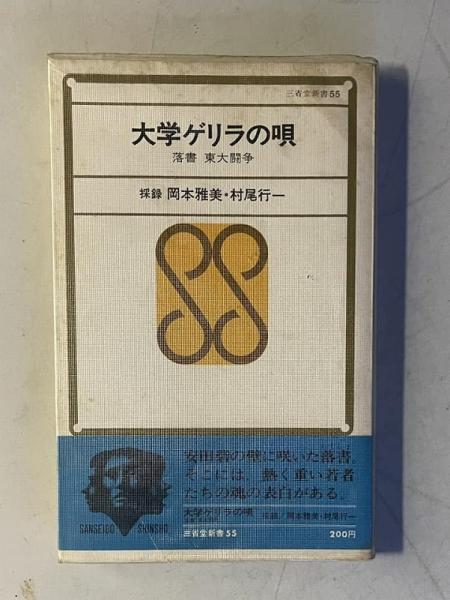 三省堂新書55
大学ゲリラの唄
落書 東大闘争
採録 岡本雅美・村尾行一
安田砦の壁に咲いた落書。
そこには、熱く重い若者
たちの魂の表白がある。
大学ゲリラの唄 採録/岡本雅美・村尾行一
SANSEIDO SHINSHO
三省堂新書55 200円